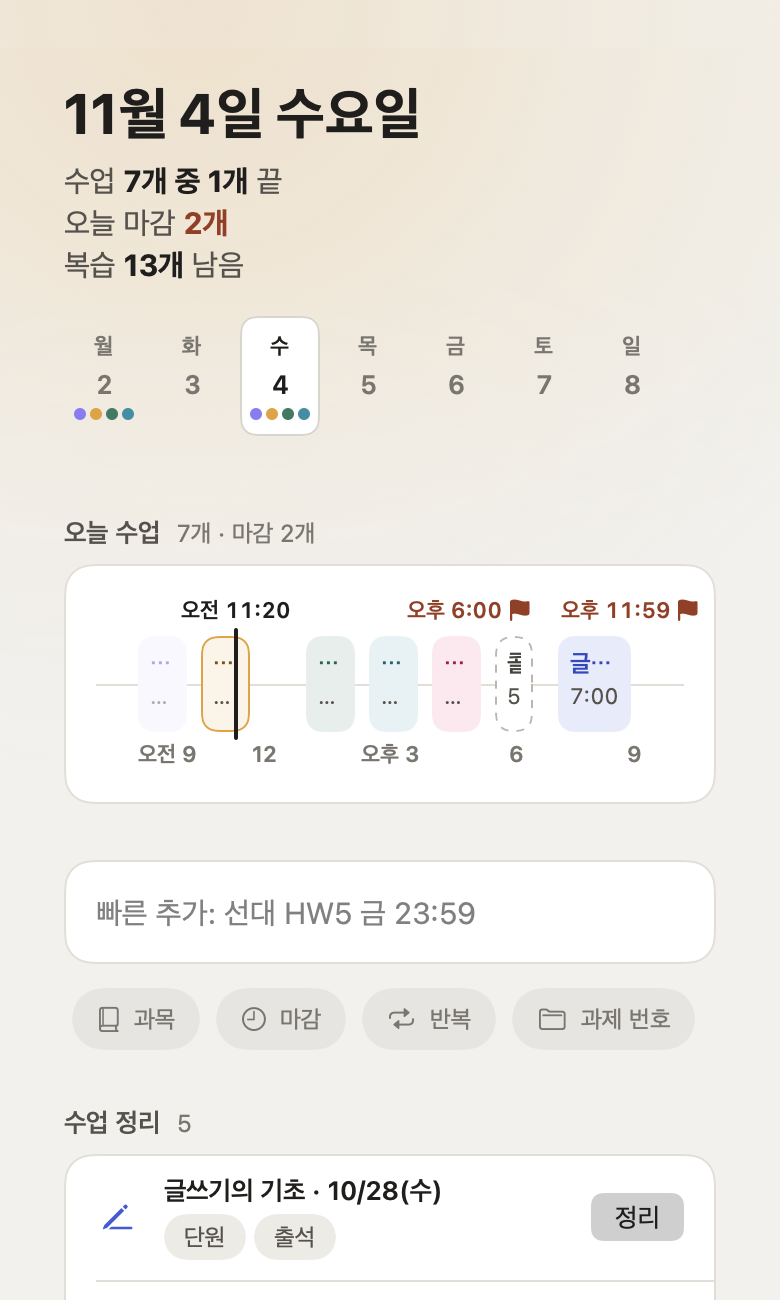 11월 4일 수요일
수업 7개 중 1개 끝
오늘 마감 2개
복습 13개 남음
월 화 수 목 금 토 일
2 3 4 5 6 7 8
오늘 수업 7개 · 마감 2개
오전 11:20 오후 6:00 오후 11:59
... ... ... ... ... 글...
... ... ... ... ... 5 7:00
오전 9 12 오후 3 6 9
빠른 추가: 선대 HW5 금 23:59
과목 마감 반복 과제 번호
수업 정리 5
글쓰기의 기초 · 10/28(수)
단원 출석 정리